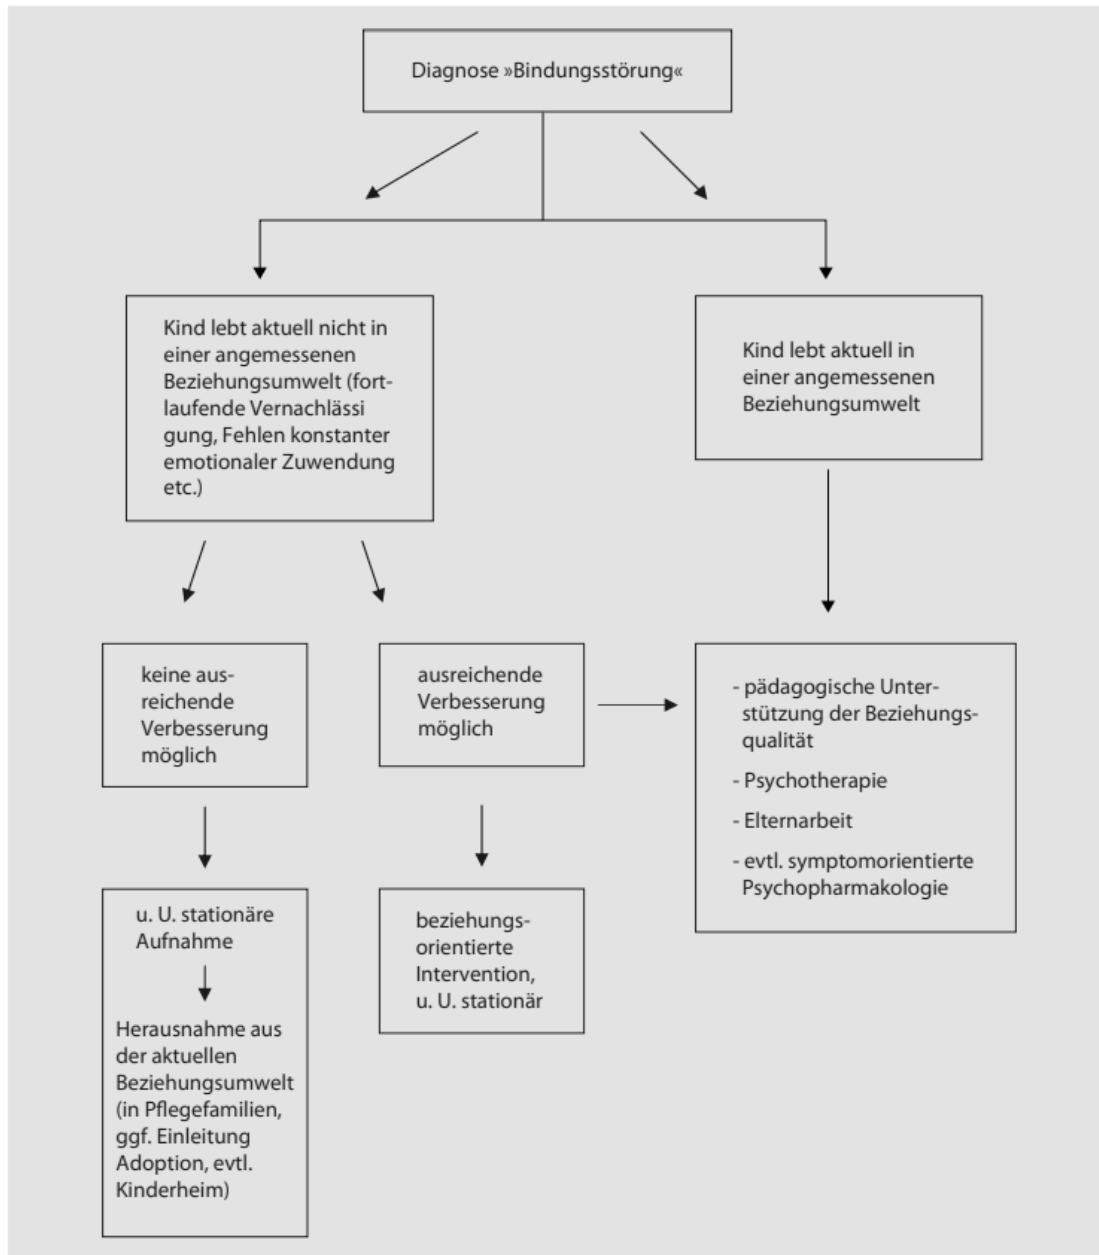 Diagnose »Bindungsstörung«
Kind lebt aktuell nicht in
einer angemessenen
Beziehungsumwelt (fort-
laufende Vernachlässi
gung, Fehlen konstanter
emotionaler Zuwendung
etc.)
Kind lebt aktuell in
einer angemessenen
Beziehungsumwelt
keine aus-
reichende
Verbesserung
möglich
ausreichende
Verbesserung
möglich
- pädagogische Unter-
stützung der Beziehungs-
qualität
- Psychotherapie
- Elternarbeit
- evtl. symptomorientierte
Psychopharmakologie
u. U. stationäre
Aufnahme
Herausnahme aus
der aktuellen
Beziehungsumwelt
(in Pflegefamilien,
ggf. Einleitung
Adoption, evtl.
Kinderheim)
beziehungs-
orientierte
Intervention,
u. U. stationär